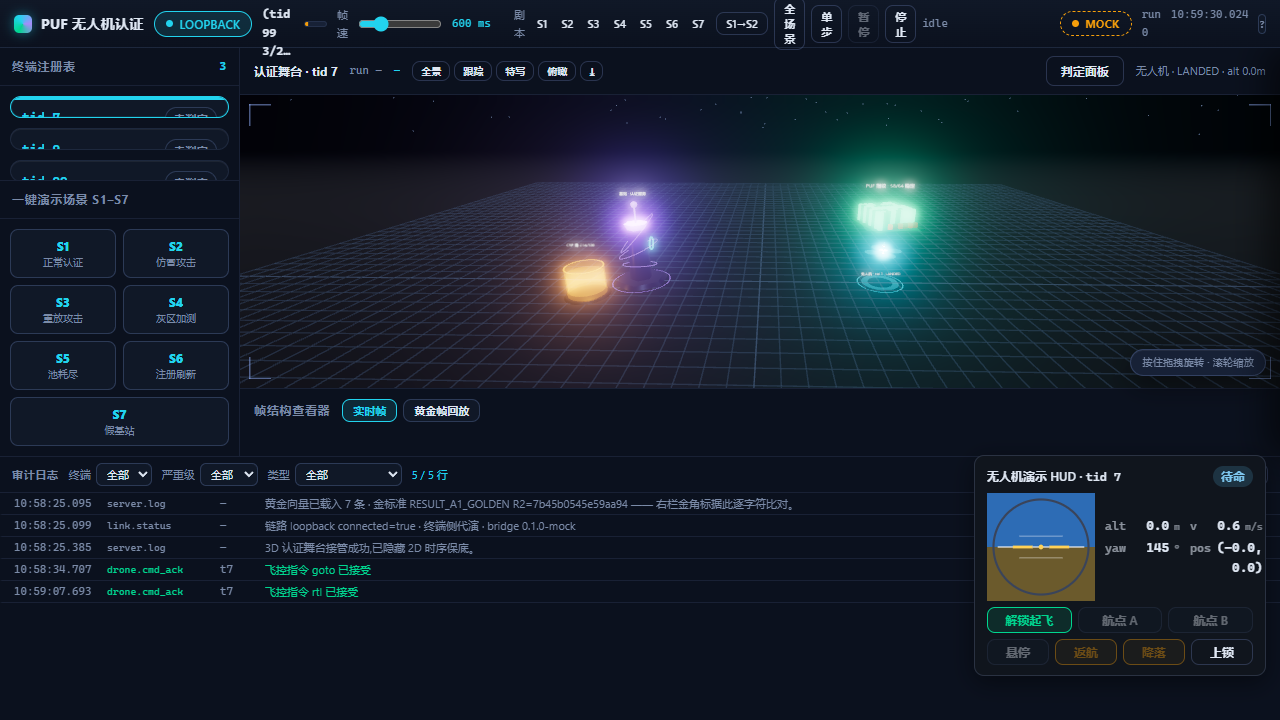 PUF 无人机认证
LOOPBACK
(tid
99
3/2…
帧
速
600 ms
剧
本
S1 S2 S3 S4 S5 S6 S7
S1→S2
全
场
景
单
步
暂
停
停
止
idle
MOCK
run 10:59:30.024
0
?
终端注册表 3
认证舞台 · tid 7 run — —
全景 跟踪 特写 俯瞰
判定面板
无人机 · LANDED · alt 0.0m
tid 7
一键演示场景 S1–S7
S1
正常认证
S2
仿冒攻击
S3
重放攻击
S4
灰区加测
S5
池耗尽
S6
注册刷新
S7
假基站
按住拖拽旋转 · 滚轮缩放
帧结构查看器 实时帧 黄金帧回放
审计日志 终端 全部 严重级 全部 类型 全部 5 / 5 行
10:58:25.095 server.log — 黄金向量已载入 7 条 · 金标准 RESULT_A1_GOLDEN R2=7b45b0545e59aa94 —— 右栏金角标据此逐字符比对。
10:58:25.099 link.status — 链路 loopback connected=true · 终端侧代演 · bridge 0.1.0-mock
10:58:25.385 server.log — 3D 认证舞台接管成功,已隐藏 2D 时序保底。
10:58:34.707 drone.cmd_ack t7 飞控指令 goto 已接受
10:59:07.693 drone.cmd_ack t7 飞控指令 rtl 已接受
无人机演示 HUD · tid 7 待命
alt 0.0 m v 0.6 m/s
yaw 145 ° pos (−0.0,
0.0)
解锁起飞 航点 A 航点 B
悬停 返航 降落 上锁